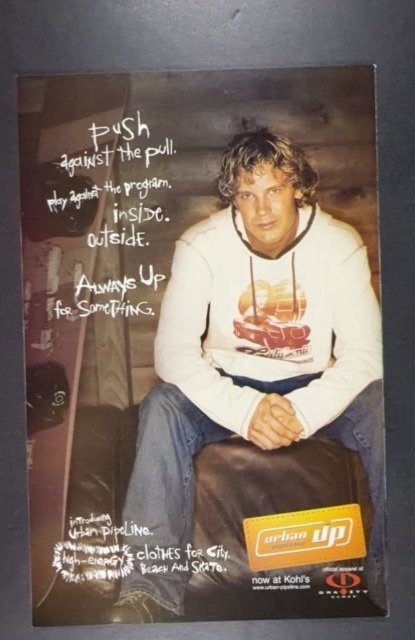 push
against the pull.
play against the program.
inside.
outside.
Always Up
for Something.
introducing
Urban Pipeline.
high-energy
clothes for City,
Beach and Skate.
urban up
PIPELINE
now at Kohl's
www.urban-pipeline.com
official apparel of
GRAVITY
GAMES